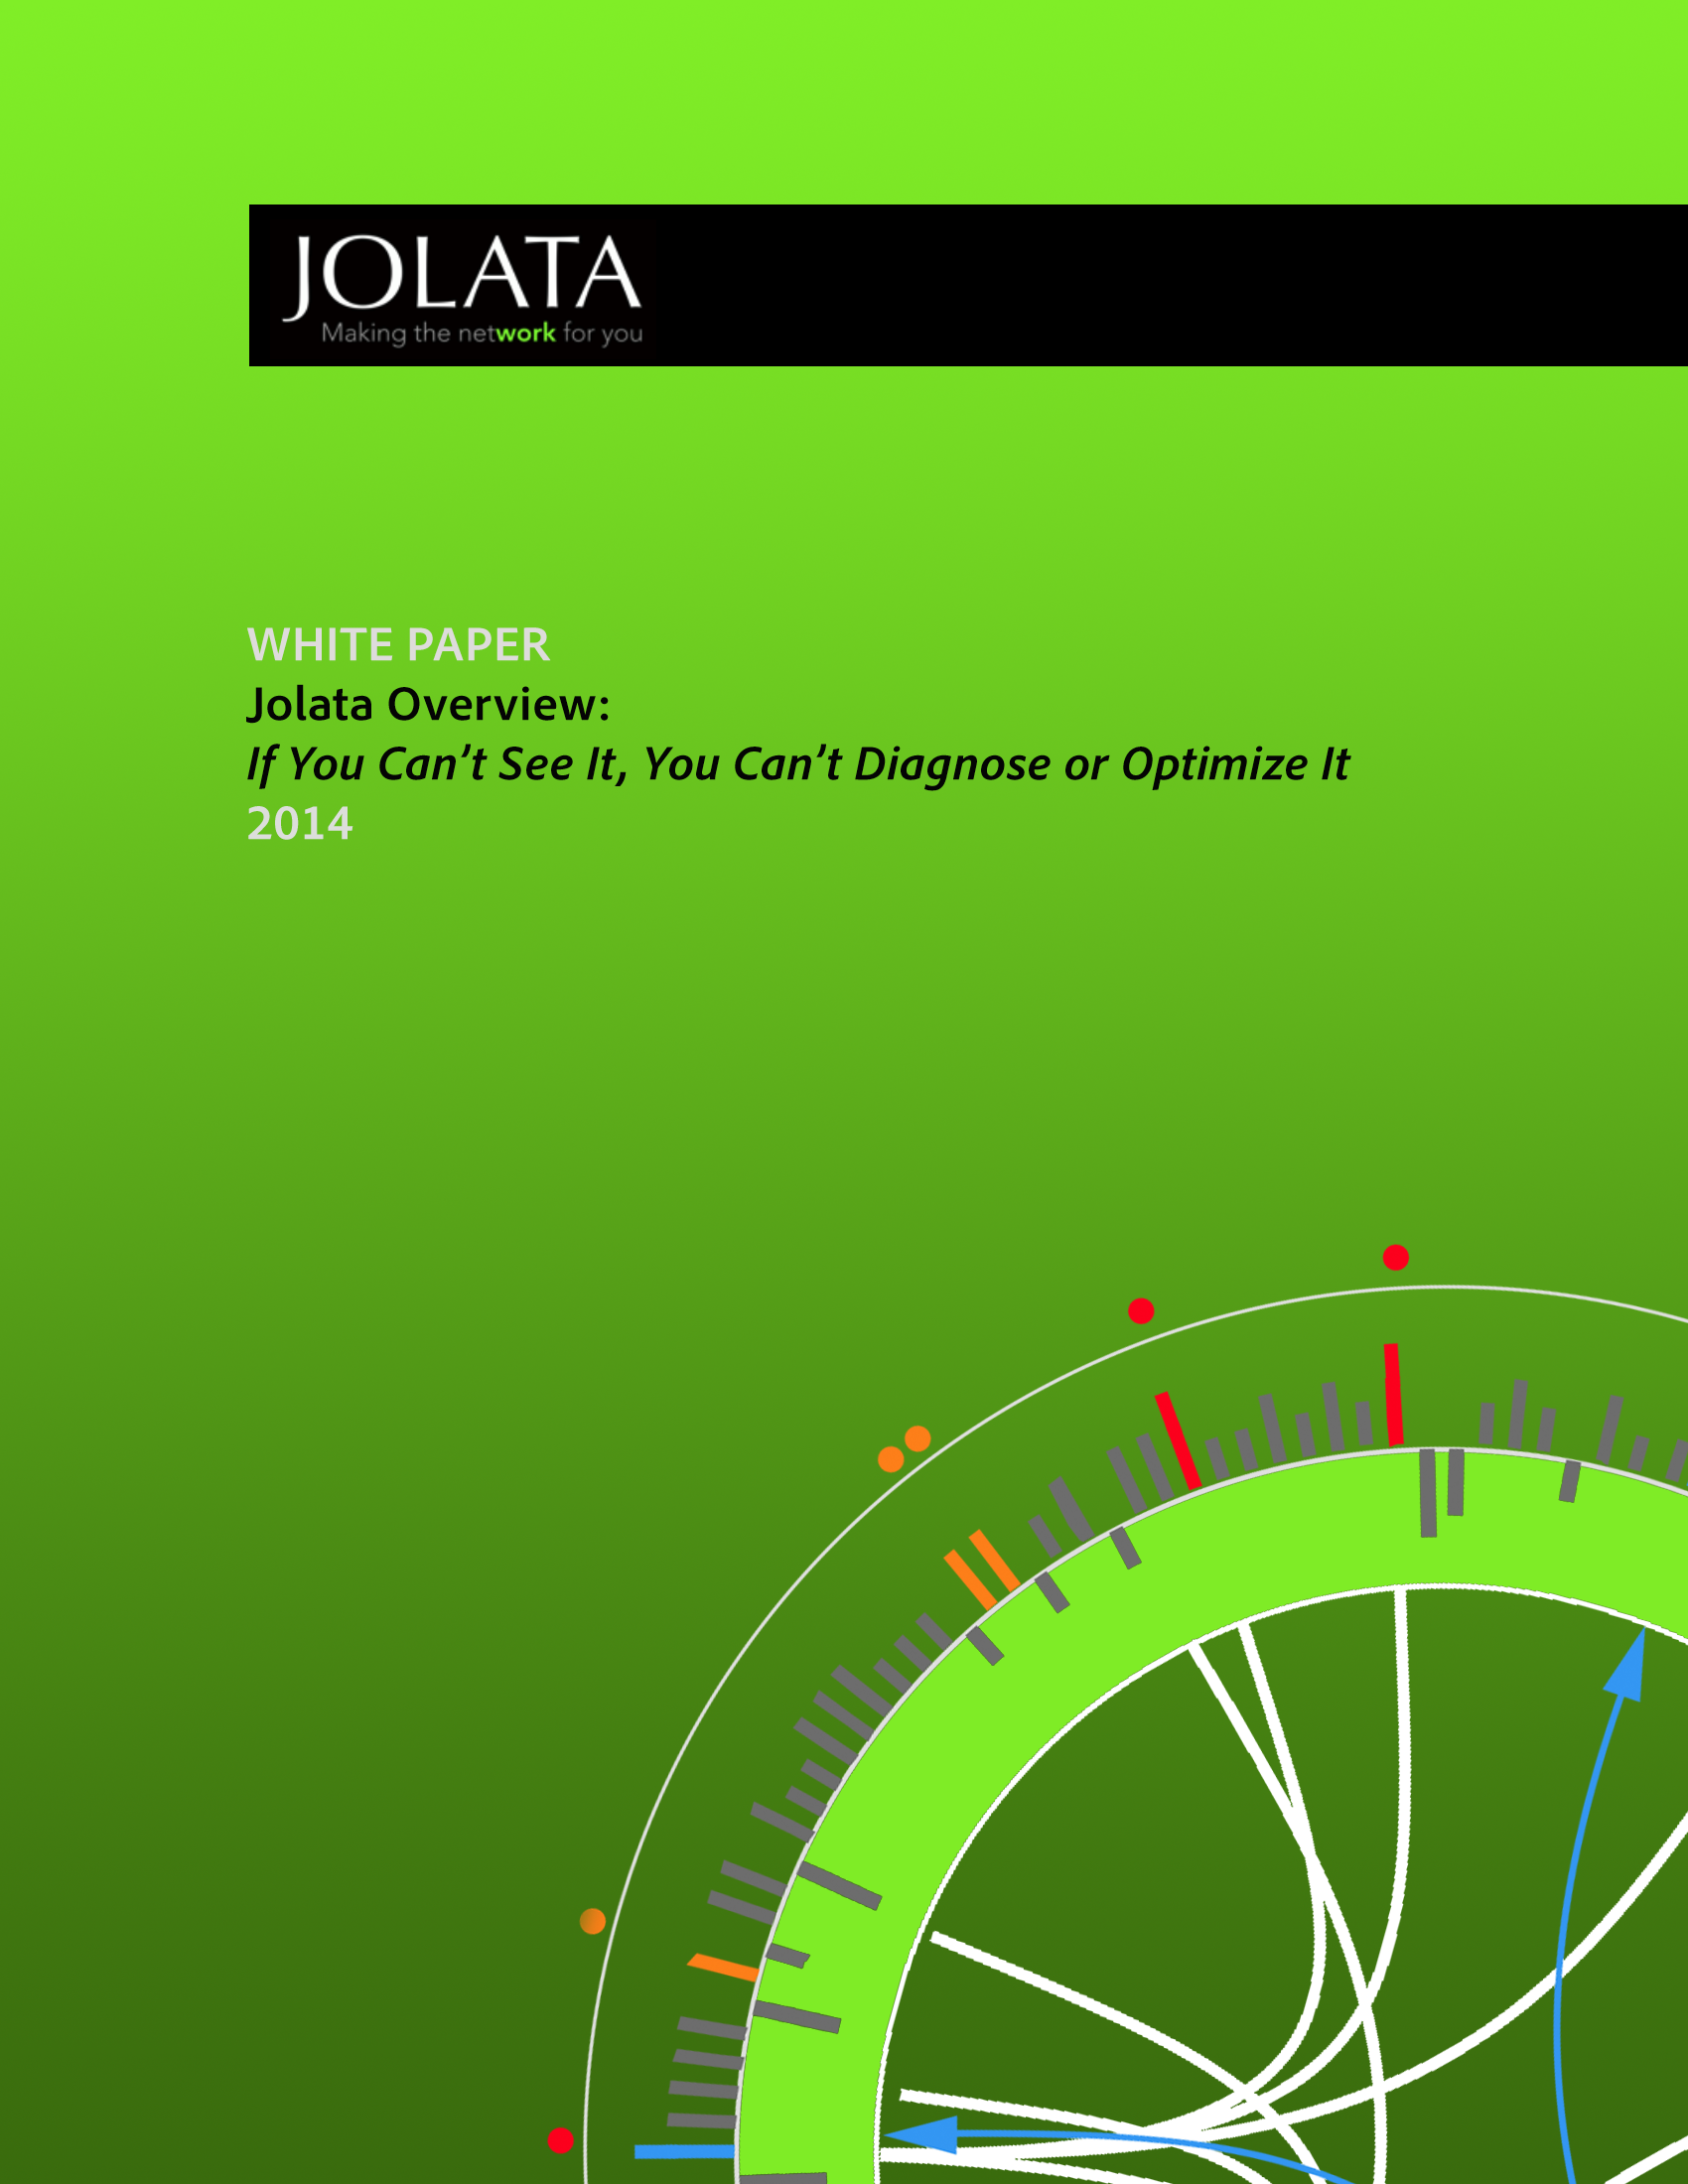 JOLATA
Making the network for you
WHITE PAPER
Jolata Overview:
If You Can’t See It, You Can’t Diagnose or Optimize It
2014